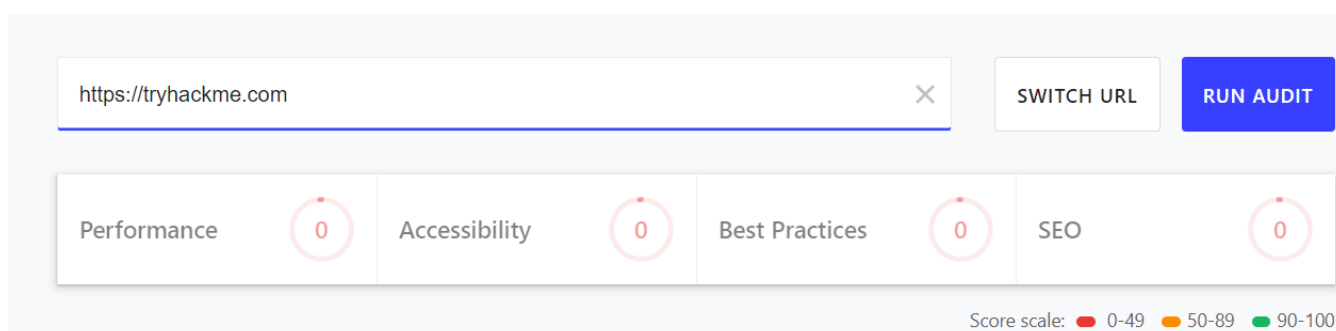 https://tryhackme.com
SWITCH URL
RUN AUDIT
Performance 0
Accessibility 0
Best Practices 0
SEO 0
Score scale: 0-49 50-89 90-100